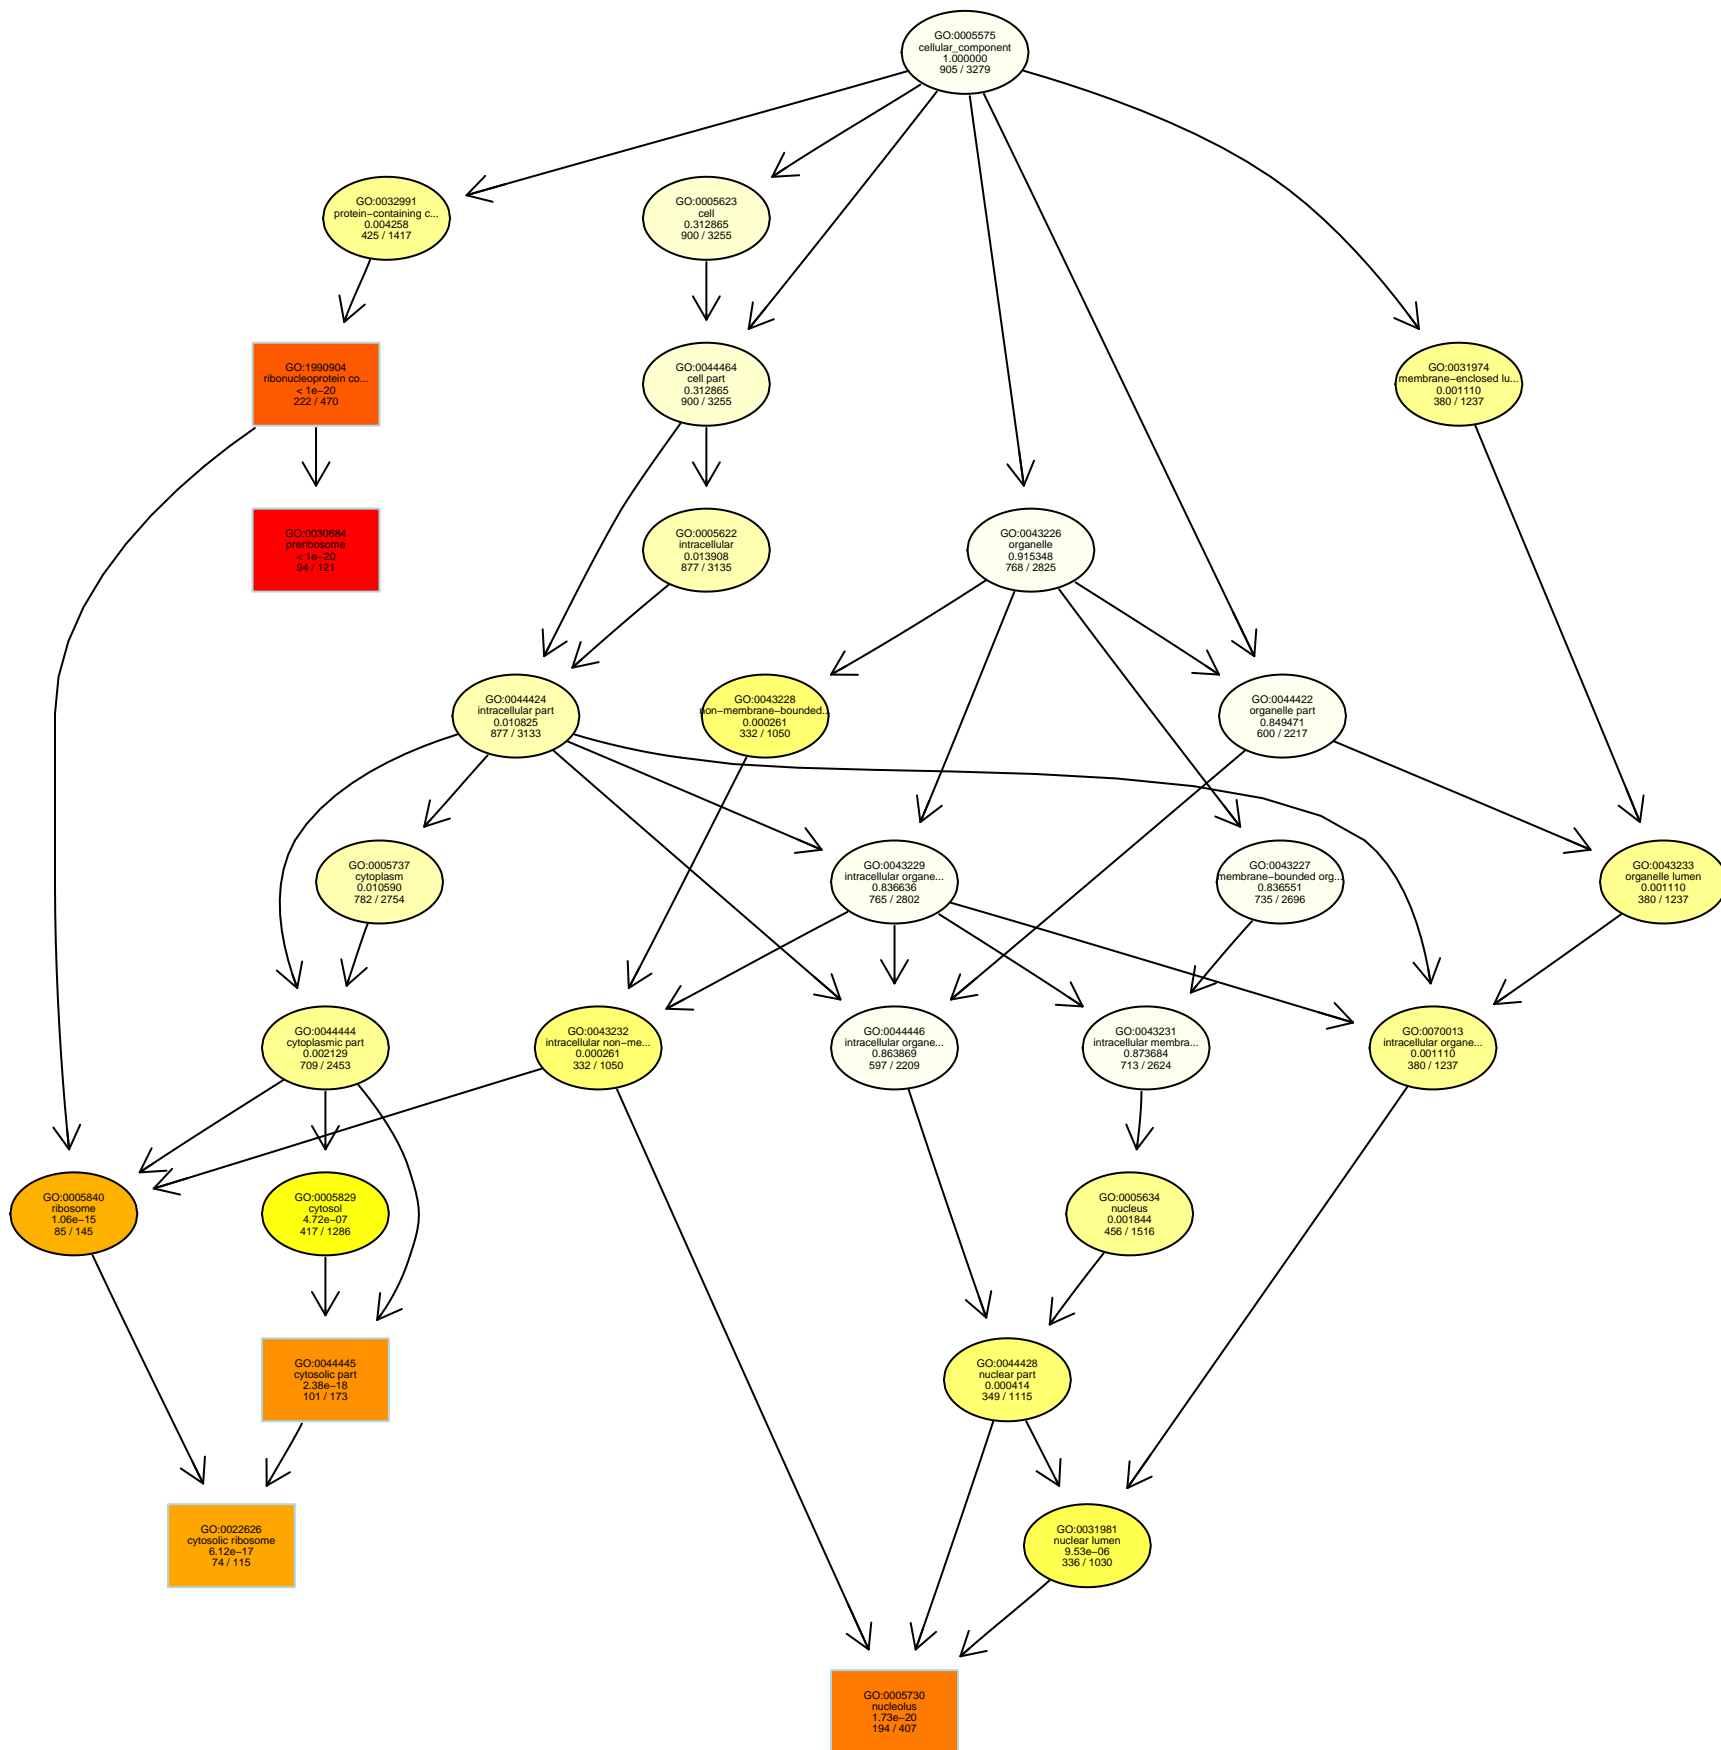 GO:0005575
cellular_component
1.000000
905 / 3279
GO:0032991
protein−containing c...
0.004258
425 / 1417
GO:0005623
cell
0.312865
900 / 3255
GO:1990904
ribonucleoprotein co...
< 1e−20
222 / 470
GO:0044464
cell part
0.312865
900 / 3255
GO:0031974
membrane−enclosed lu...
0.001110
380 / 1237
GO:0030684
preribosome
< 1e−20
94 / 121
GO:0005622
intracellular
0.013908
877 / 3135
GO:0043226
organelle
0.915348
768 / 2825
GO:0044424
intracellular part
0.010825
877 / 3133
GO:0043228
non−membrane−bounded...
0.000261
332 / 1050
GO:0044422
organelle part
0.849471
600 / 2217
GO:0005737
cytoplasm
0.010590
782 / 2754
GO:0043229
intracellular organe...
0.836636
765 / 2802
GO:0043227
membrane−bounded org...
0.836551
735 / 2696
GO:0043233
organelle lumen
0.001110
380 / 1237
GO:0044444
cytoplasmic part
0.002129
709 / 2453
GO:0043232
intracellular non−me...
0.000261
332 / 1050
GO:0044446
intracellular organe...
0.863869
597 / 2209
GO:0043231
intracellular membra...
0.873684
713 / 2624
GO:0070013
intracellular organe...
0.001110
380 / 1237
GO:0005840
ribosome
1.06e−15
85 / 145
GO:0005829
cytosol
4.72e−07
417 / 1286
GO:0005634
nucleus
0.001844
456 / 1516
GO:0044445
cytosolic part
2.38e−18
101 / 173
GO:0044428
nuclear part
0.000414
349 / 1115
GO:0022626
cytosolic ribosome
6.12e−17
74 / 115
GO:0031981
nuclear lumen
9.53e−06
336 / 1030
GO:0005730
nucleolus
1.73e−20
194 / 407